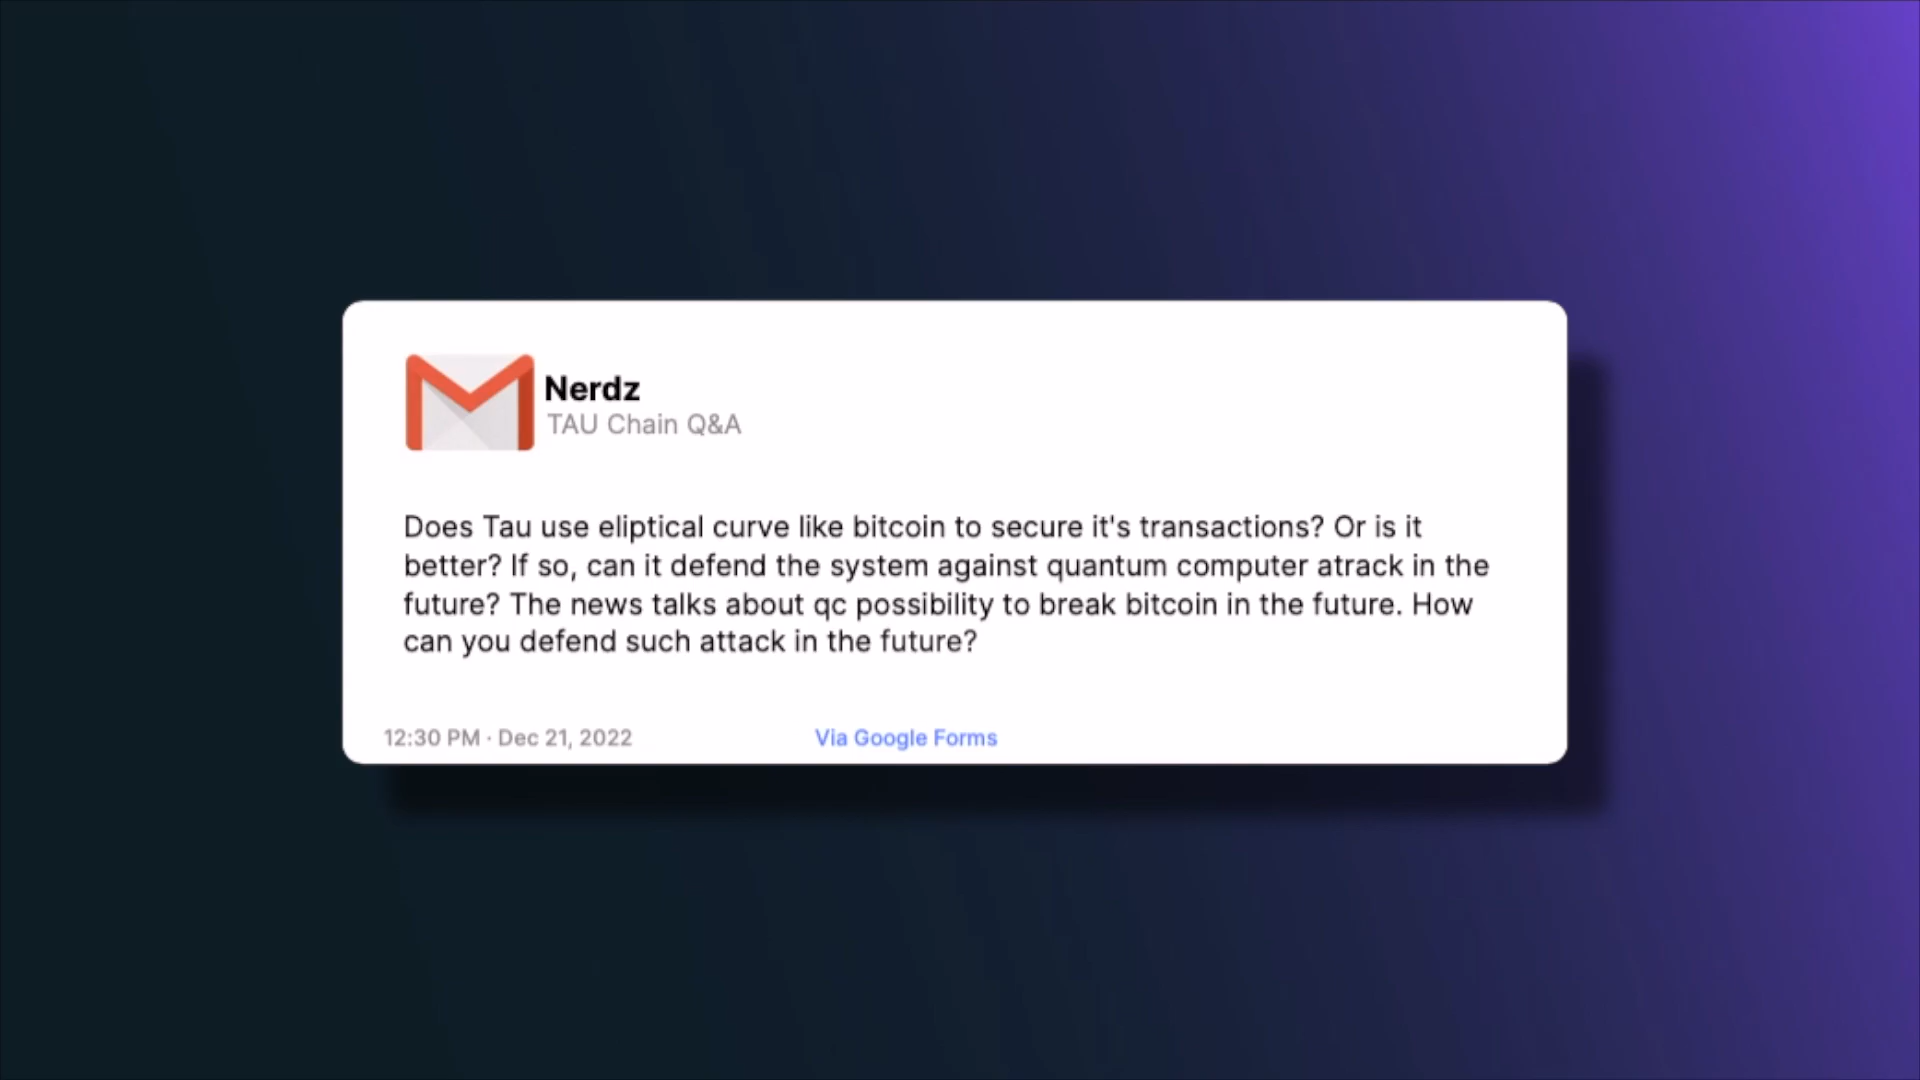 Nerdz
TAU Chain Q&A
Does Tau use eliptical curve like bitcoin to secure it's transactions? Or is it
better? If so, can it defend the system against quantum computer atrack in the
future? The news talks about qc possibility to break bitcoin in the future. How
can you defend such attack in the future?
12:30 PM · Dec 21, 2022
Via Google Forms